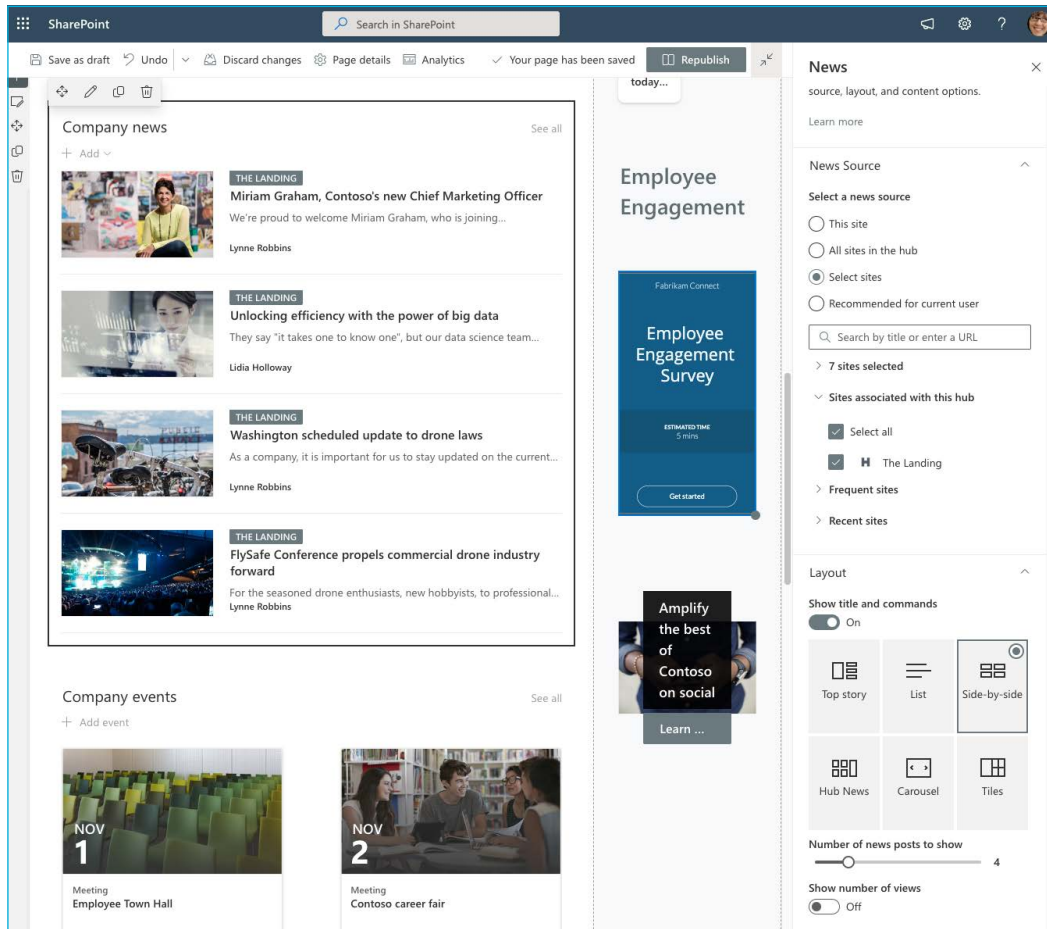 SharePoint
Search in SharePoint
?
Save as draft
Undo
Discard changes
Page details
Analytics
Your page has been saved
Republish
Company news
See all
+ Add
THE LANDING
Miriam Graham, Contoso's new Chief Marketing Officer
We're proud to welcome Miriam Graham, who is joining...
Lynne Robbins
THE LANDING
Unlocking efficiency with the power of big data
They say "it takes one to know one", but our data science team...
Lidia Holloway
THE LANDING
Washington scheduled update to drone laws
As a company, it is important for us to stay updated on the current...
Lynne Robbins
THE LANDING
FlySafe Conference propels commercial drone industry
forward
For the seasoned drone enthusiasts, new hobbyists, to professional...
Lynne Robbins
Company events
See all
+ Add event
NOV
1
Meeting
Employee Town Hall
NOV
2
Meeting
Contoso career fair
today...
Employee
Engagement
Fabrikam Connect
Employee
Engagement
Survey
ESTIMATED TIME
5 mins
Get started
Amplify
the best
of
Contoso
on social
Learn ...
News
source, layout, and content options.
Learn more
News Source
Select a news source
This site
All sites in the hub
Select sites
Recommended for current user
Search by title or enter a URL
7 sites selected
Sites associated with this hub
Select all
H The Landing
Frequent sites
Recent sites
Layout
Show title and commands
On
Top story
List
Side-by-side
Hub News
Carousel
Tiles
Number of news posts to show
4
Show number of views
Off